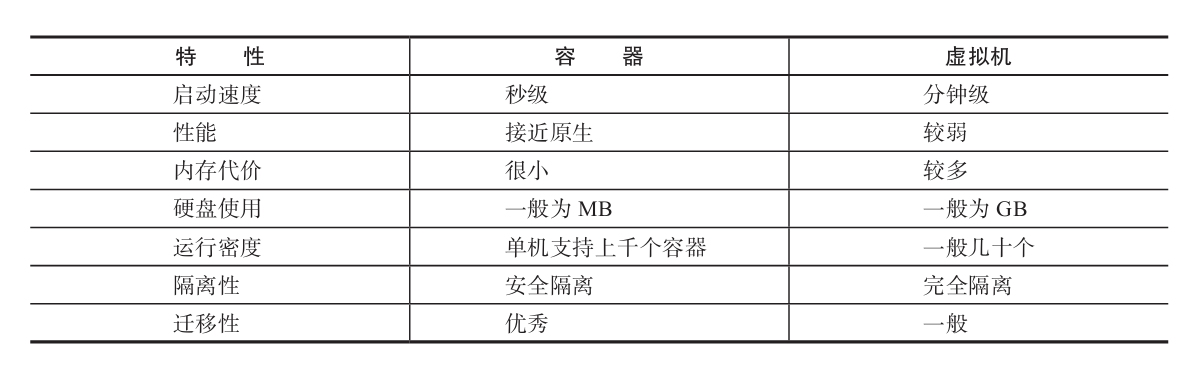 特 性 容 器 虚拟机
启动速度 秒级 分钟级
性能 接近原生 较弱
内存代价 很小 较多
硬盘使用 一般为 MB 一般为 GB
运行密度 单机支持上千个容器 一般几十个
隔离性 安全隔离 完全隔离
迁移性 优秀 一般